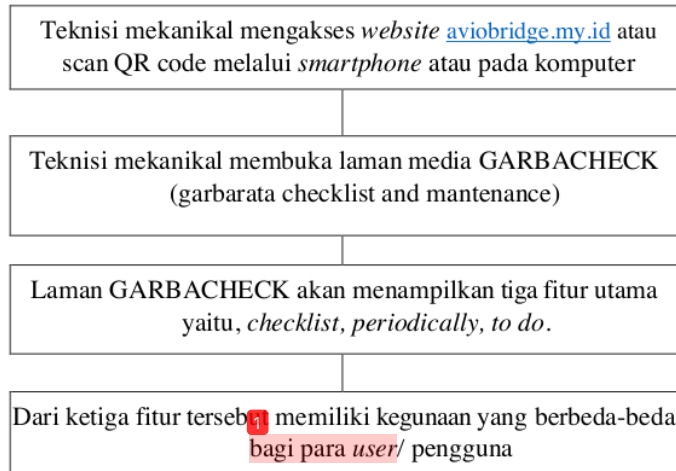 Teknisi mekanikal mengakses website aviobridge.my.id atau
scan QR code melalui smartphone atau pada komputer
Teknisi mekanikal membuka laman media GARBACHECK
(garbarata checklist and mantenance)
Laman GARBACHECK akan menampilkan tiga fitur utama
yaitu, checklist, periodically, to do.
Dari ketiga fitur tersebut memiliki kegunaan yang berbeda-beda
1
bagi para user/ pengguna